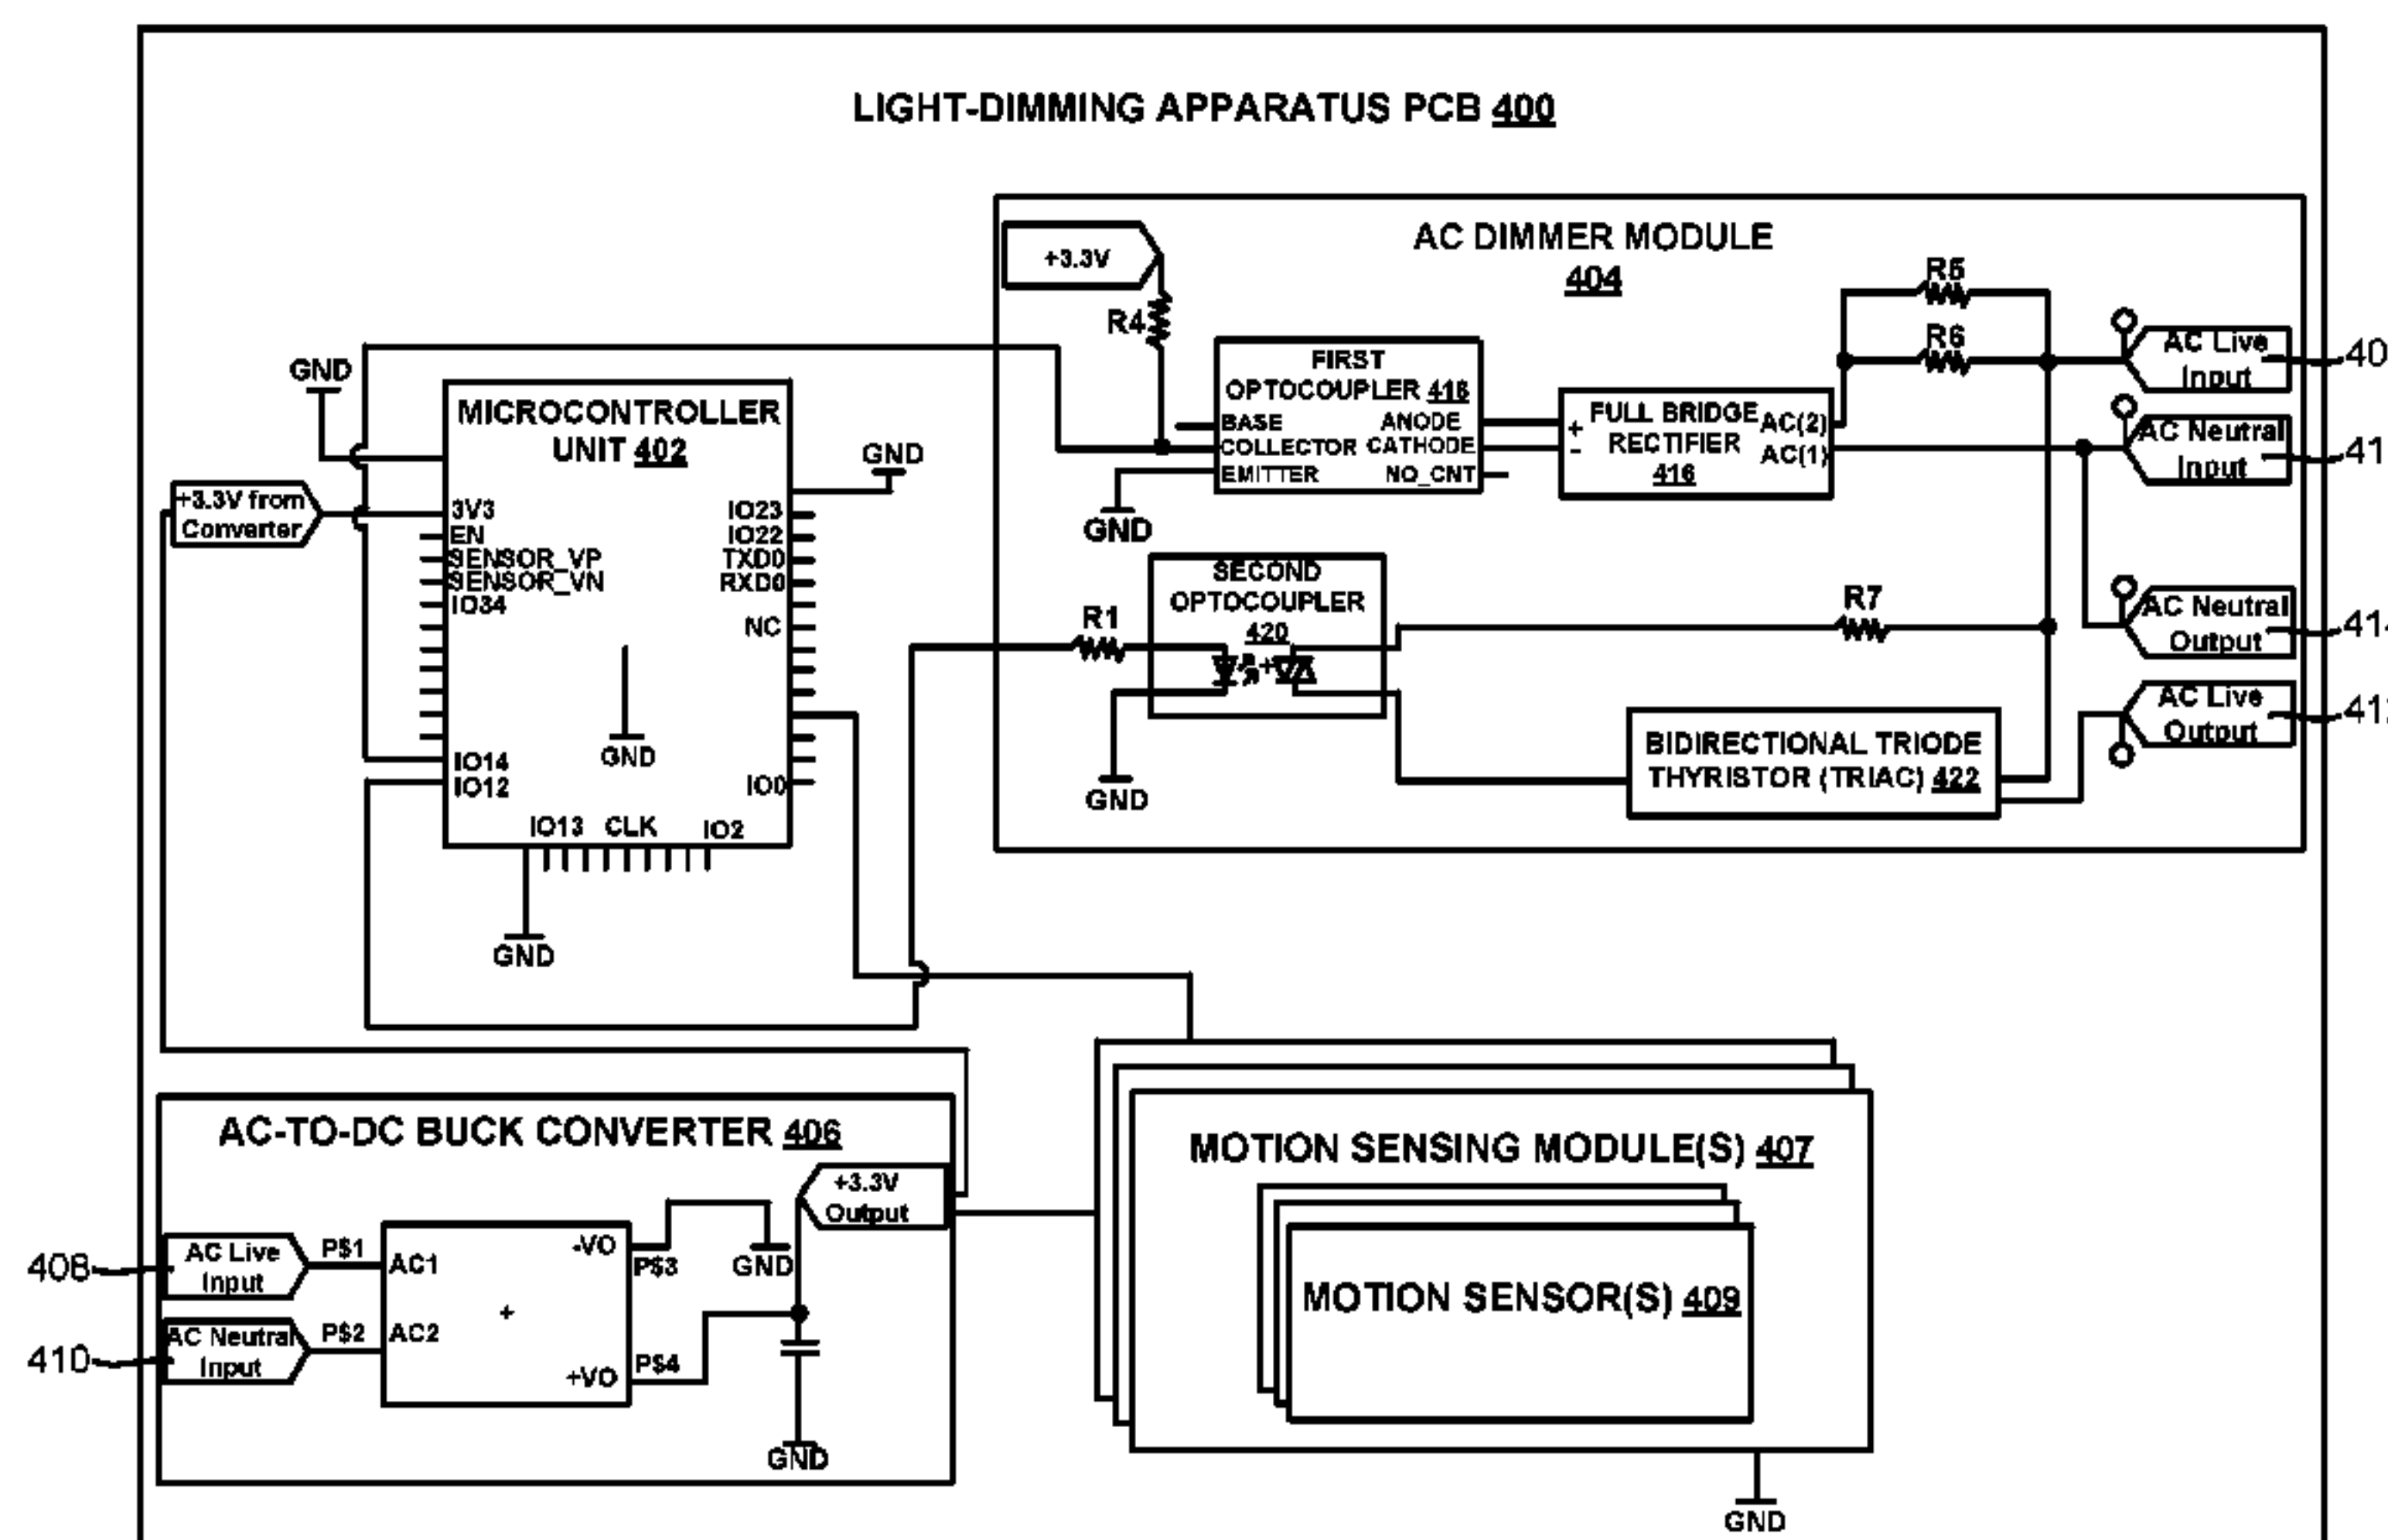 LIGHT-DIMMING APPARATUS PCB 400
AC DIMMER MODULE
404
+3.3V
R4
R5
R6
AC Live
Input
40
AC Neutral
Input
41
FIRST
OPTOCOUPLER 418
BASE
COLLECTOR
EMITTER
ANODE
CATHODE
NO_CNT
GND
FULL BRIDGE
RECTIFIER
416
+
-
AC(2)
AC(1)
SECOND
OPTOCOUPLER
420
+
R1
R7
GND
AC Neutral
Output
414
AC Live
Output
412
BIDIRECTIONAL TRIODE
THYRISTOR (TRIAC) 422
GND
MICROCONTROLLER
UNIT 402
GND
+3.3V from
Converter
3V3
EN
SENSOR_VP
SENSOR_VN
IO34
IO14
IO12
IO23
IO22
TXD0
RXD0
NC
IO0
GND
IO13
CLK
IO2
GND
AC-TO-DC BUCK CONVERTER 406
+3.3V
Output
408
AC Live
Input
P$1
AC1
410
AC Neutral
Input
P$2
AC2
+
-VO
P$3
GND
+VO
P$4
GND
MOTION SENSING MODULE(S) 407
MOTION SENSOR(S) 409
GND